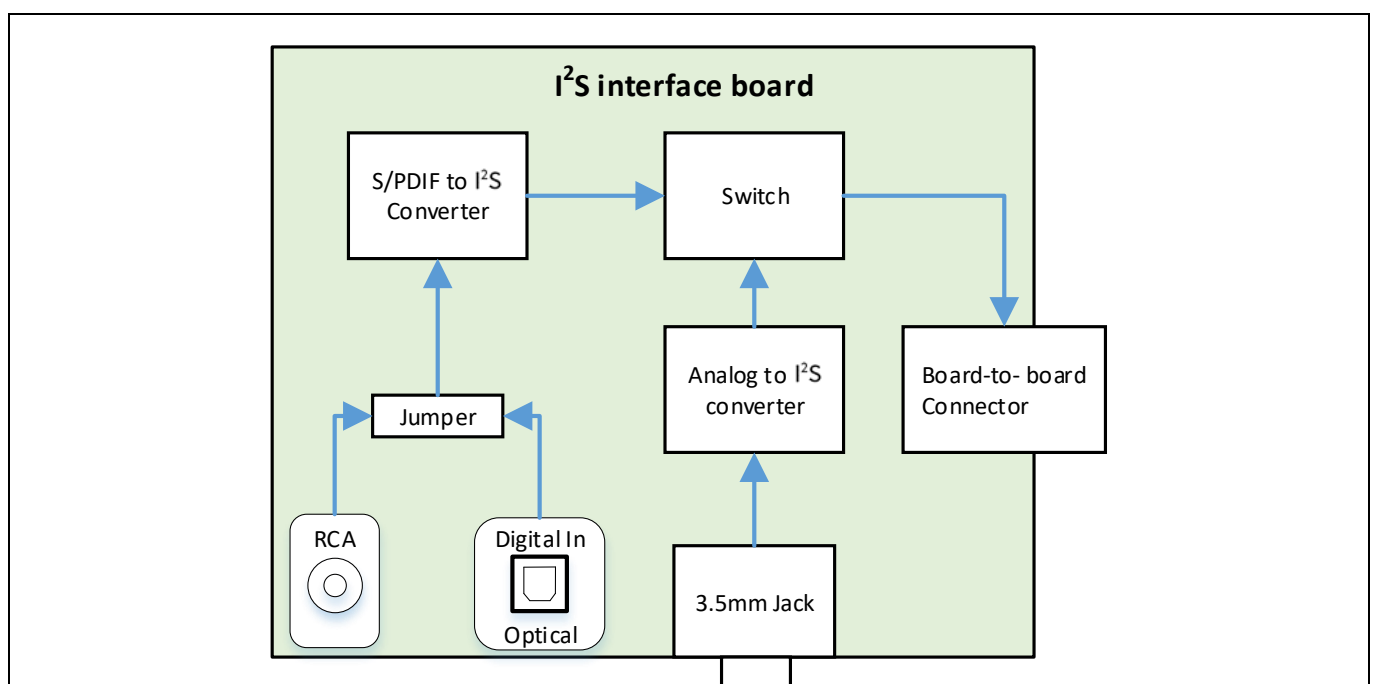 I²S interface board
S/PDIF to I²S
Converter
Switch
Analog to I²S
converter
Board-to- board
Connector
Jumper
RCA
Digital In
Optical
3.5mm Jack